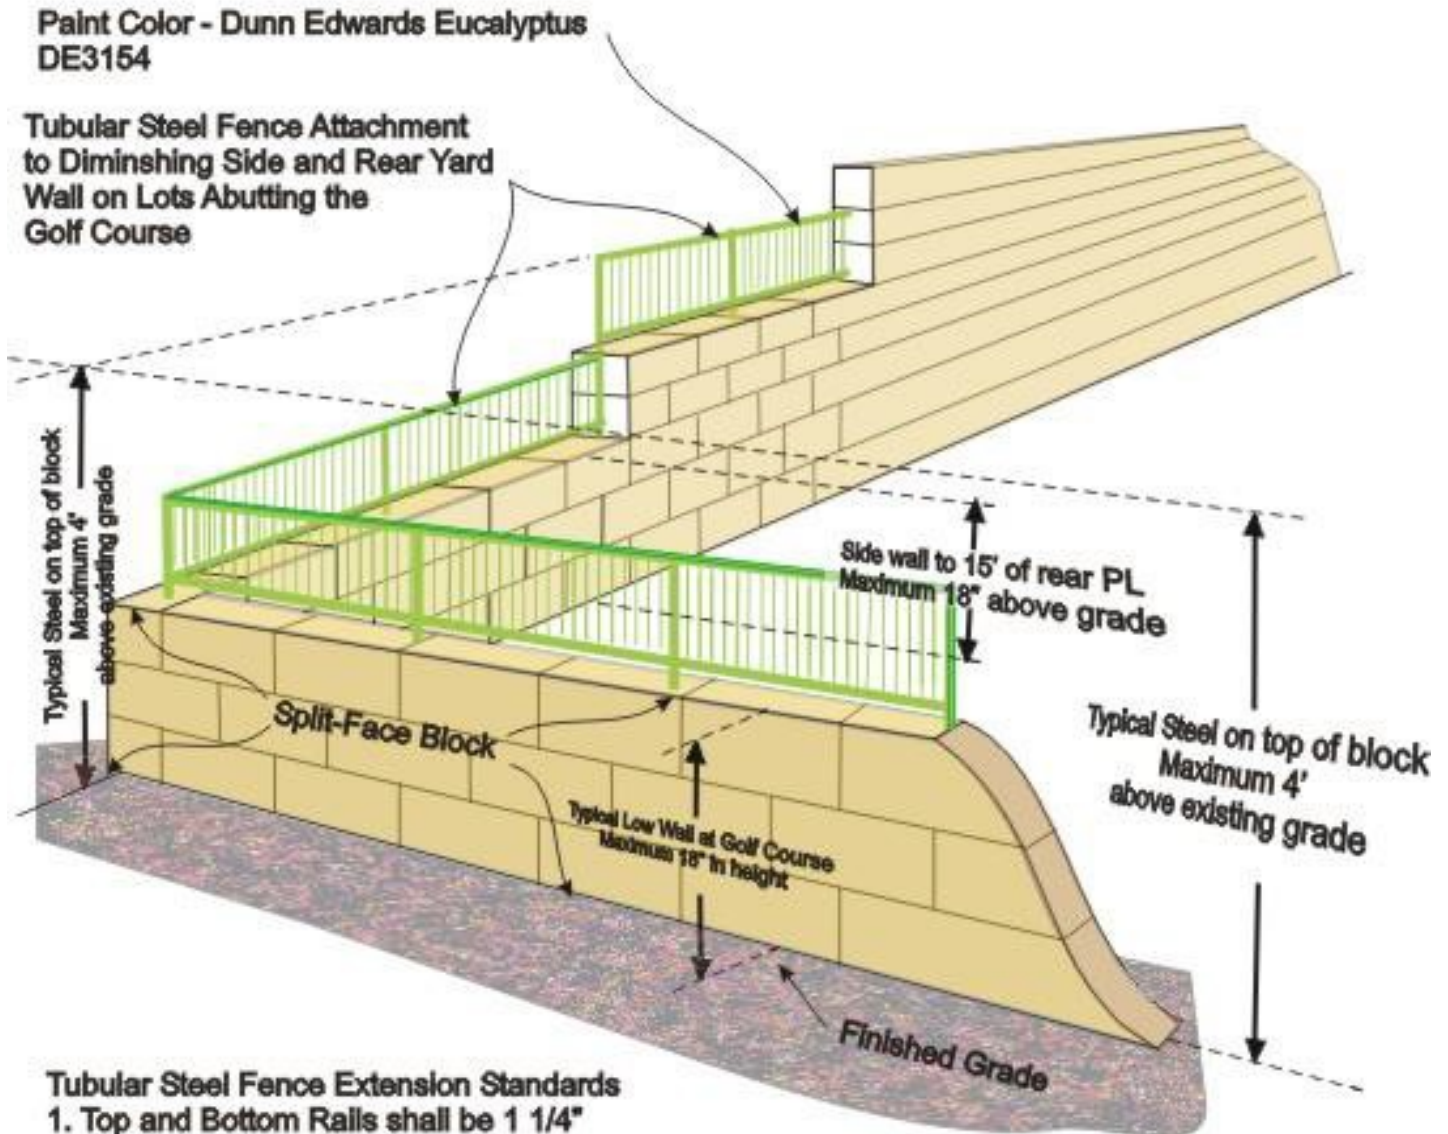 Paint Color - Dunn Edwards Eucalyptus
DE3154
Tubular Steel Fence Attachment
to Diminshing Side and Rear Yard
Wall on Lots Abutting the
Golf Course
Typical Steel on top of block
Maximum 4'
above existing grade
Side wall to 15' of rear PL
Maximum 18" above grade
Split-Face Block
Typical Low Wall at Golf Course
Maximum 18" in height
Typical Steel on top of block
Maximum 4'
above existing grade
Finished Grade
Tubular Steel Fence Extension Standards
1. Top and Bottom Rails shall be 1 1/4"